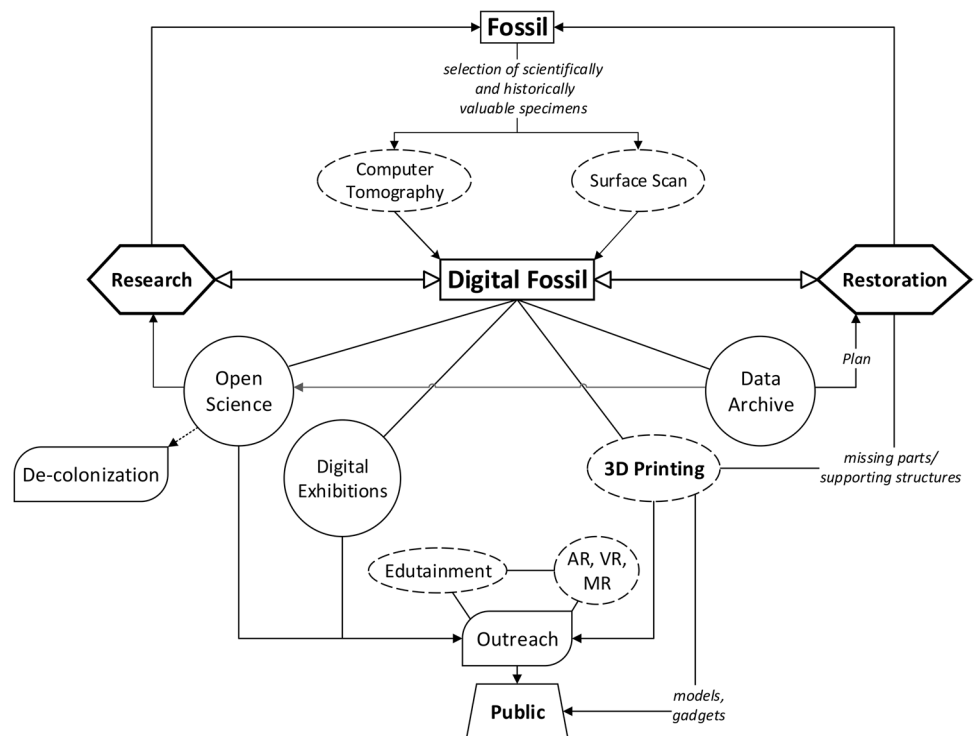 Fossil
selection of scientifically
and historically
valuable specimens
Computer
Tomography
Surface Scan
Research
Digital Fossil
Restoration
Open
Science
Data
Archive
Plan
De-colonization
Digital
Exhibitions
3D Printing
missing parts/
supporting structures
Edutainment
AR, VR,
MR
Outreach
Public
models,
gadgets